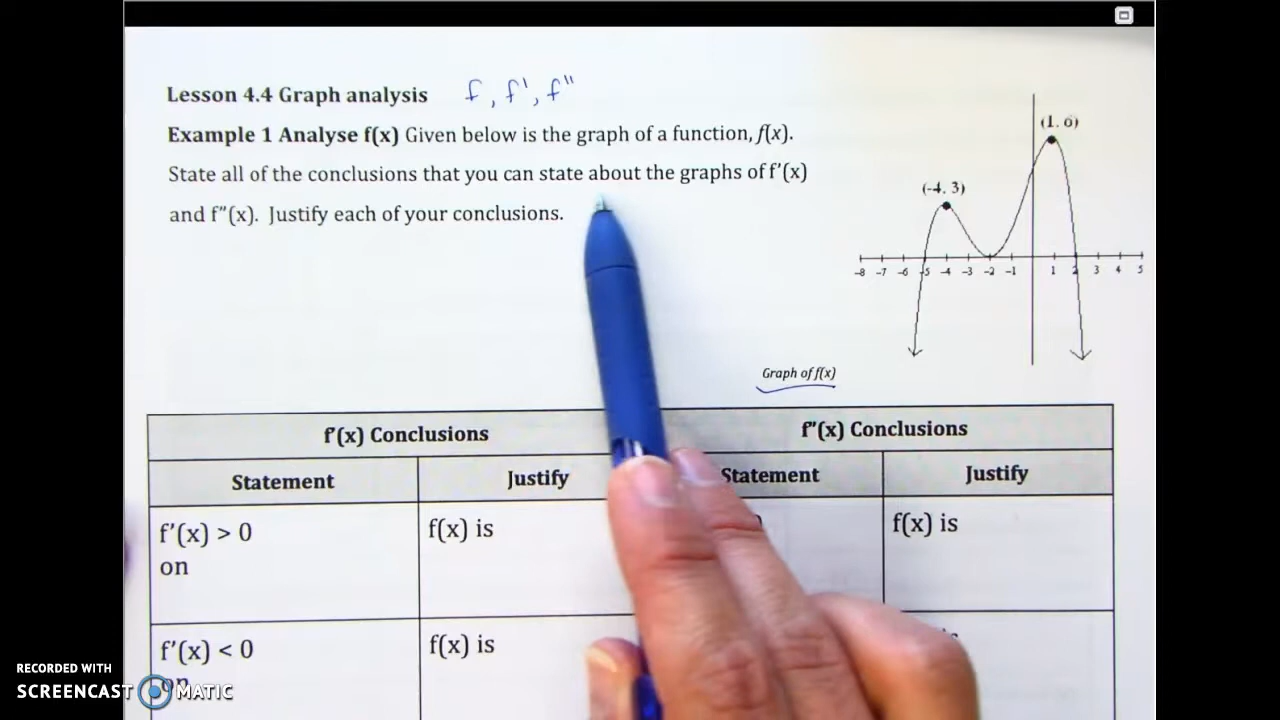 Lesson 4.4 Graph analysis f, f', f"
Example 1 Analyse f(x) Given below is the graph of a function, f(x).
State all of the conclusions that you can state about the graphs of f'(x)
and f"(x). Justify each of your conclusions.
(1, 6)
(-4, 3)
-8 -7 -6 -5 -4 -3 -2 -1 1 2 3 4 5
Graph of f(x)
f'(x) Conclusions f"(x) Conclusions
Statement Justify Statement Justify
f'(x) > 0 f(x) is f(x) is
on
f'(x) < 0 f(x) is
on
RECORDED WITH
SCREENCAST MATIC